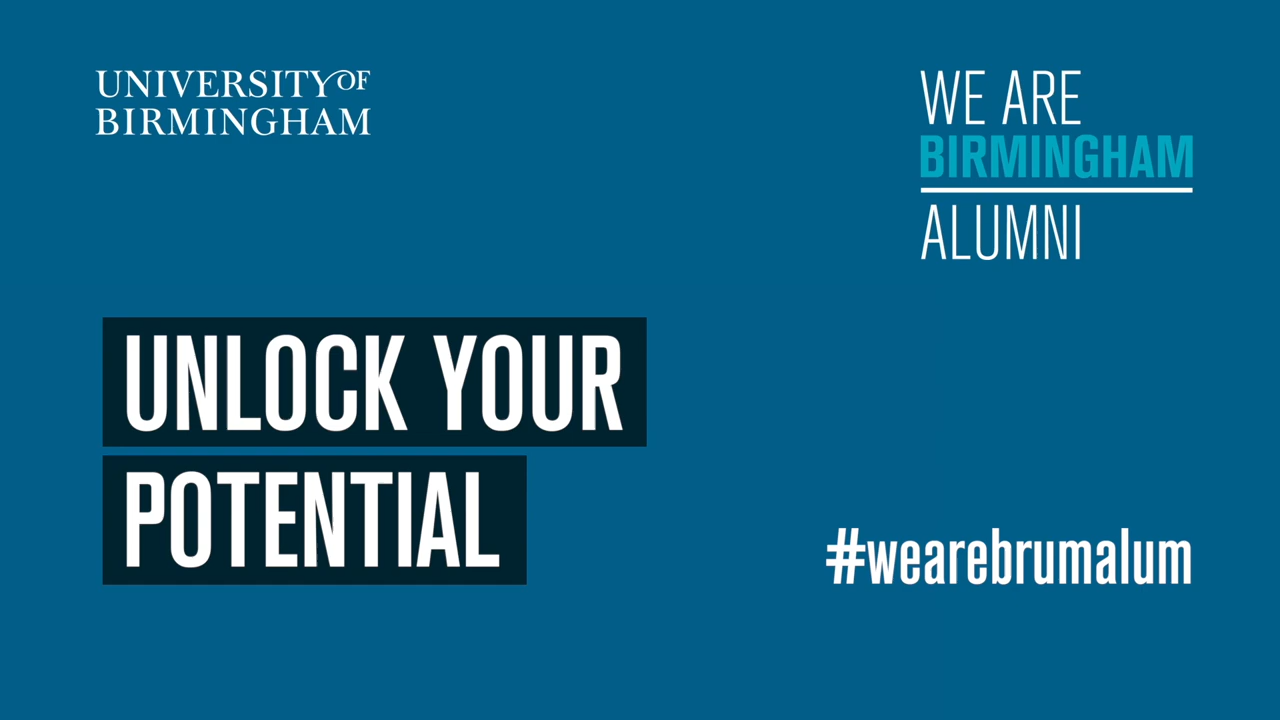 UNIVERSITY OF
BIRMINGHAM
WE ARE
BIRMINGHAM
ALUMNI
UNLOCK YOUR
POTENTIAL
#wearebrumalum